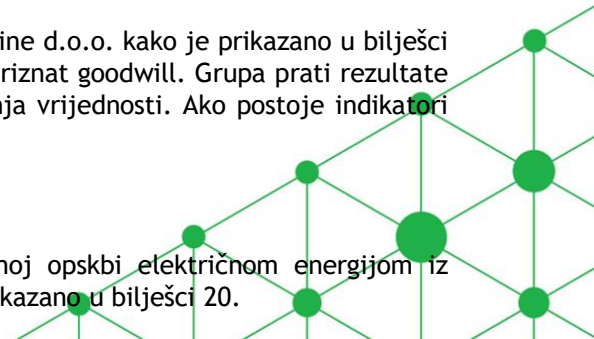 ine d.o.o. kako je prikazano u bilješci
riznat goodwill. Grupa prati rezultate
nja vrijednosti. Ako postoje indikatori
noj opskbi električnom energijom iz
kazano u bilješci 20.